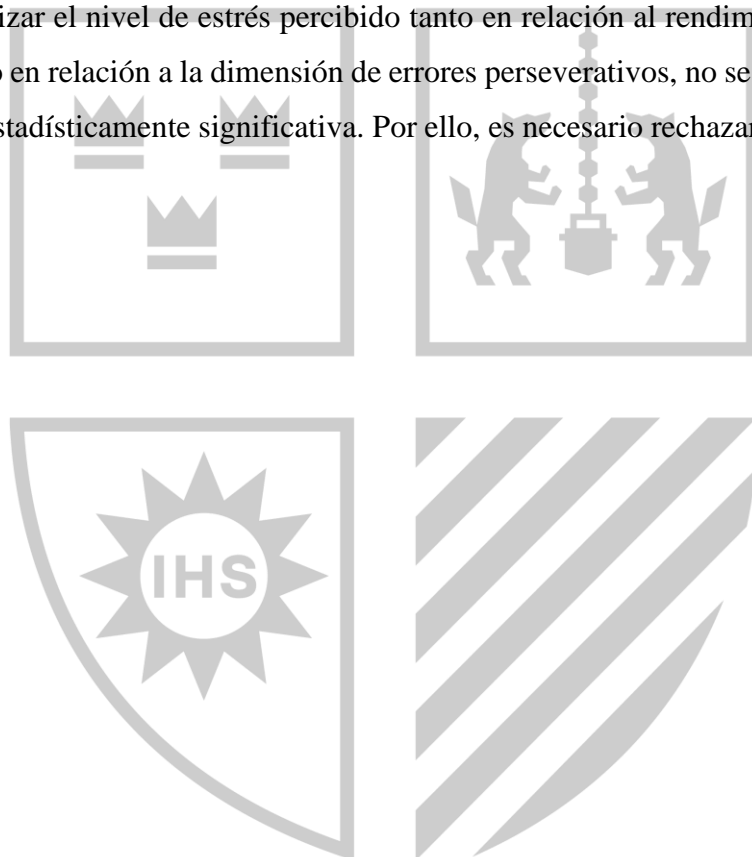 izar el nivel de estrés percibido tanto en relación al rendim
en relación a la dimensión de errores perseverativos, no se
stadísticamente significativa. Por ello, es necesario rechazar
IHS